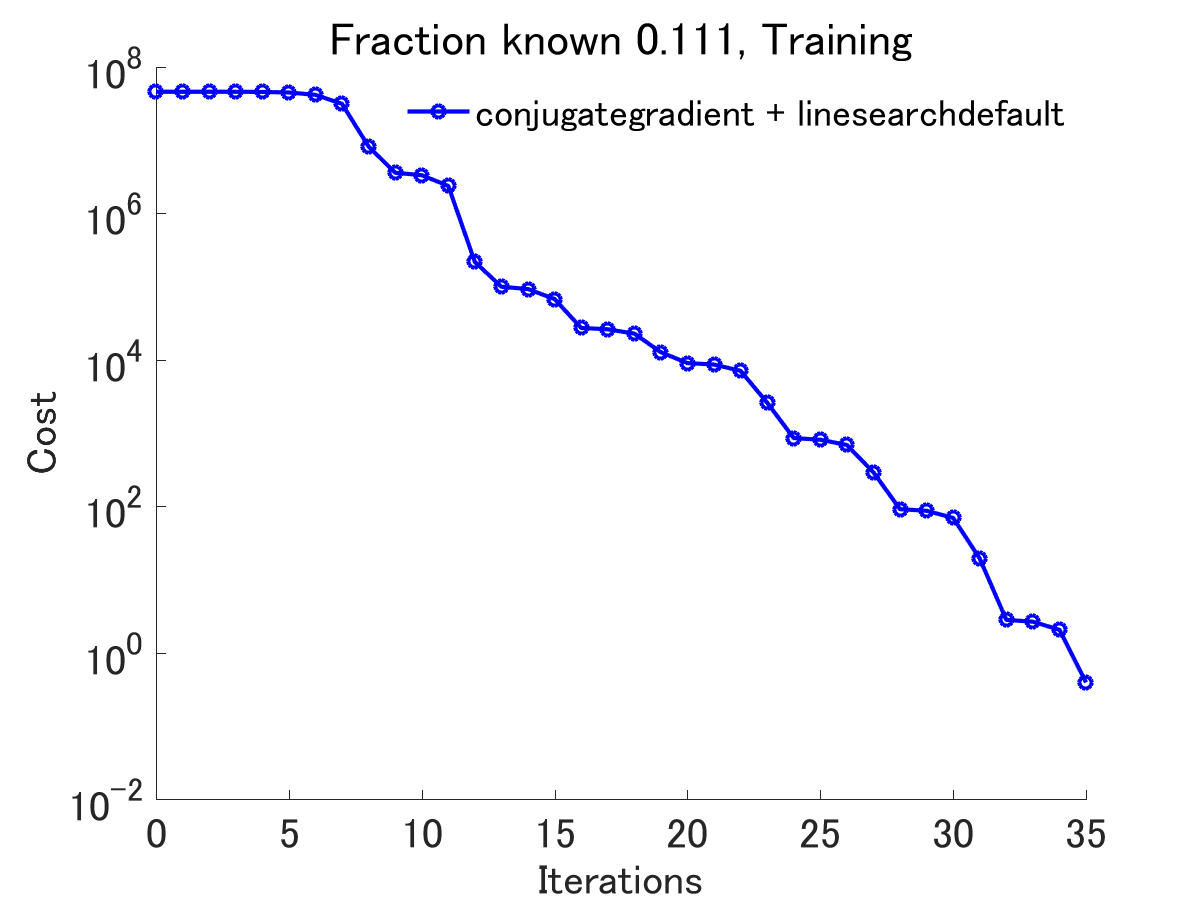 Fraction known 0.111, Training
conjugategradient + linesearchdefault
10^8
10^6
10^4
10^2
10^0
10^-2
Cost
0 5 10 15 20 25 30 35
Iterations